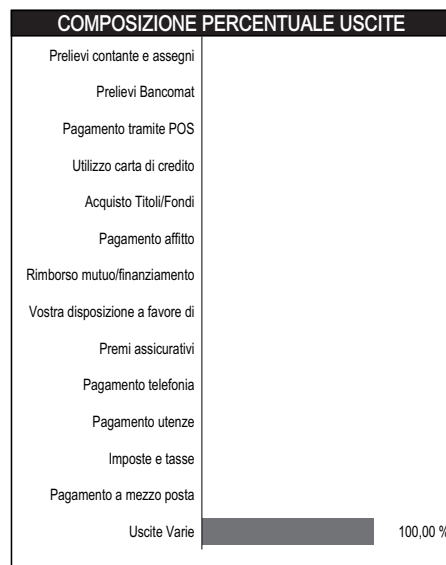 COMPOSIZIONE PERCENTUALE USCITE
Prelievi contante e assegni
Prelievi Bancomat
Pagamento tramite POS
Utilizzo carta di credito
Acquisto Titoli/Fondi
Pagamento affitto
Rimborso mutuo/finanziamento
Vostra disposizione a favore di
Premi assicurativi
Pagamento telefonia
Pagamento utenze
Imposte e tasse
Pagamento a mezzo posta
Uscite Varie 100,00 %